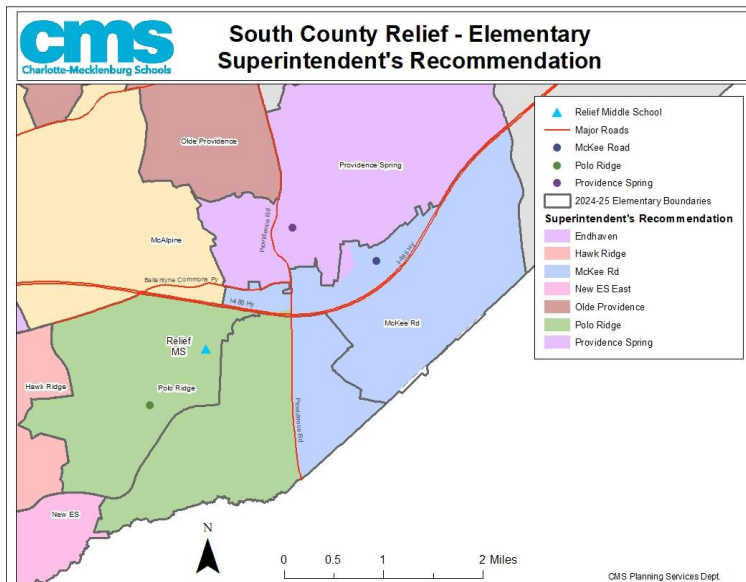 cms
Charlotte-Mecklenburg Schools
South County Relief - Elementary
Superintendent's Recommendation
Relief Middle School
Major Roads
McKee Road
Polo Ridge
Providence Spring
2024-25 Elementary Boundaries
Superintendent's Recommendation
Endhaven
Hawk Ridge
McKee Rd
New ES East
Olde Providence
Polo Ridge
Providence Spring
Olde Providence
Providence Spring
Providence Rd
McAlpine
I-485 Hy
Ballantyne Commons Py
I-485 Hy
McKee Rd
Relief
MS
Hawk Ridge
Polo Ridge
Providence Rd
New ES
N
0 0.5 1 2 Miles
CMS Planning Services Dept.